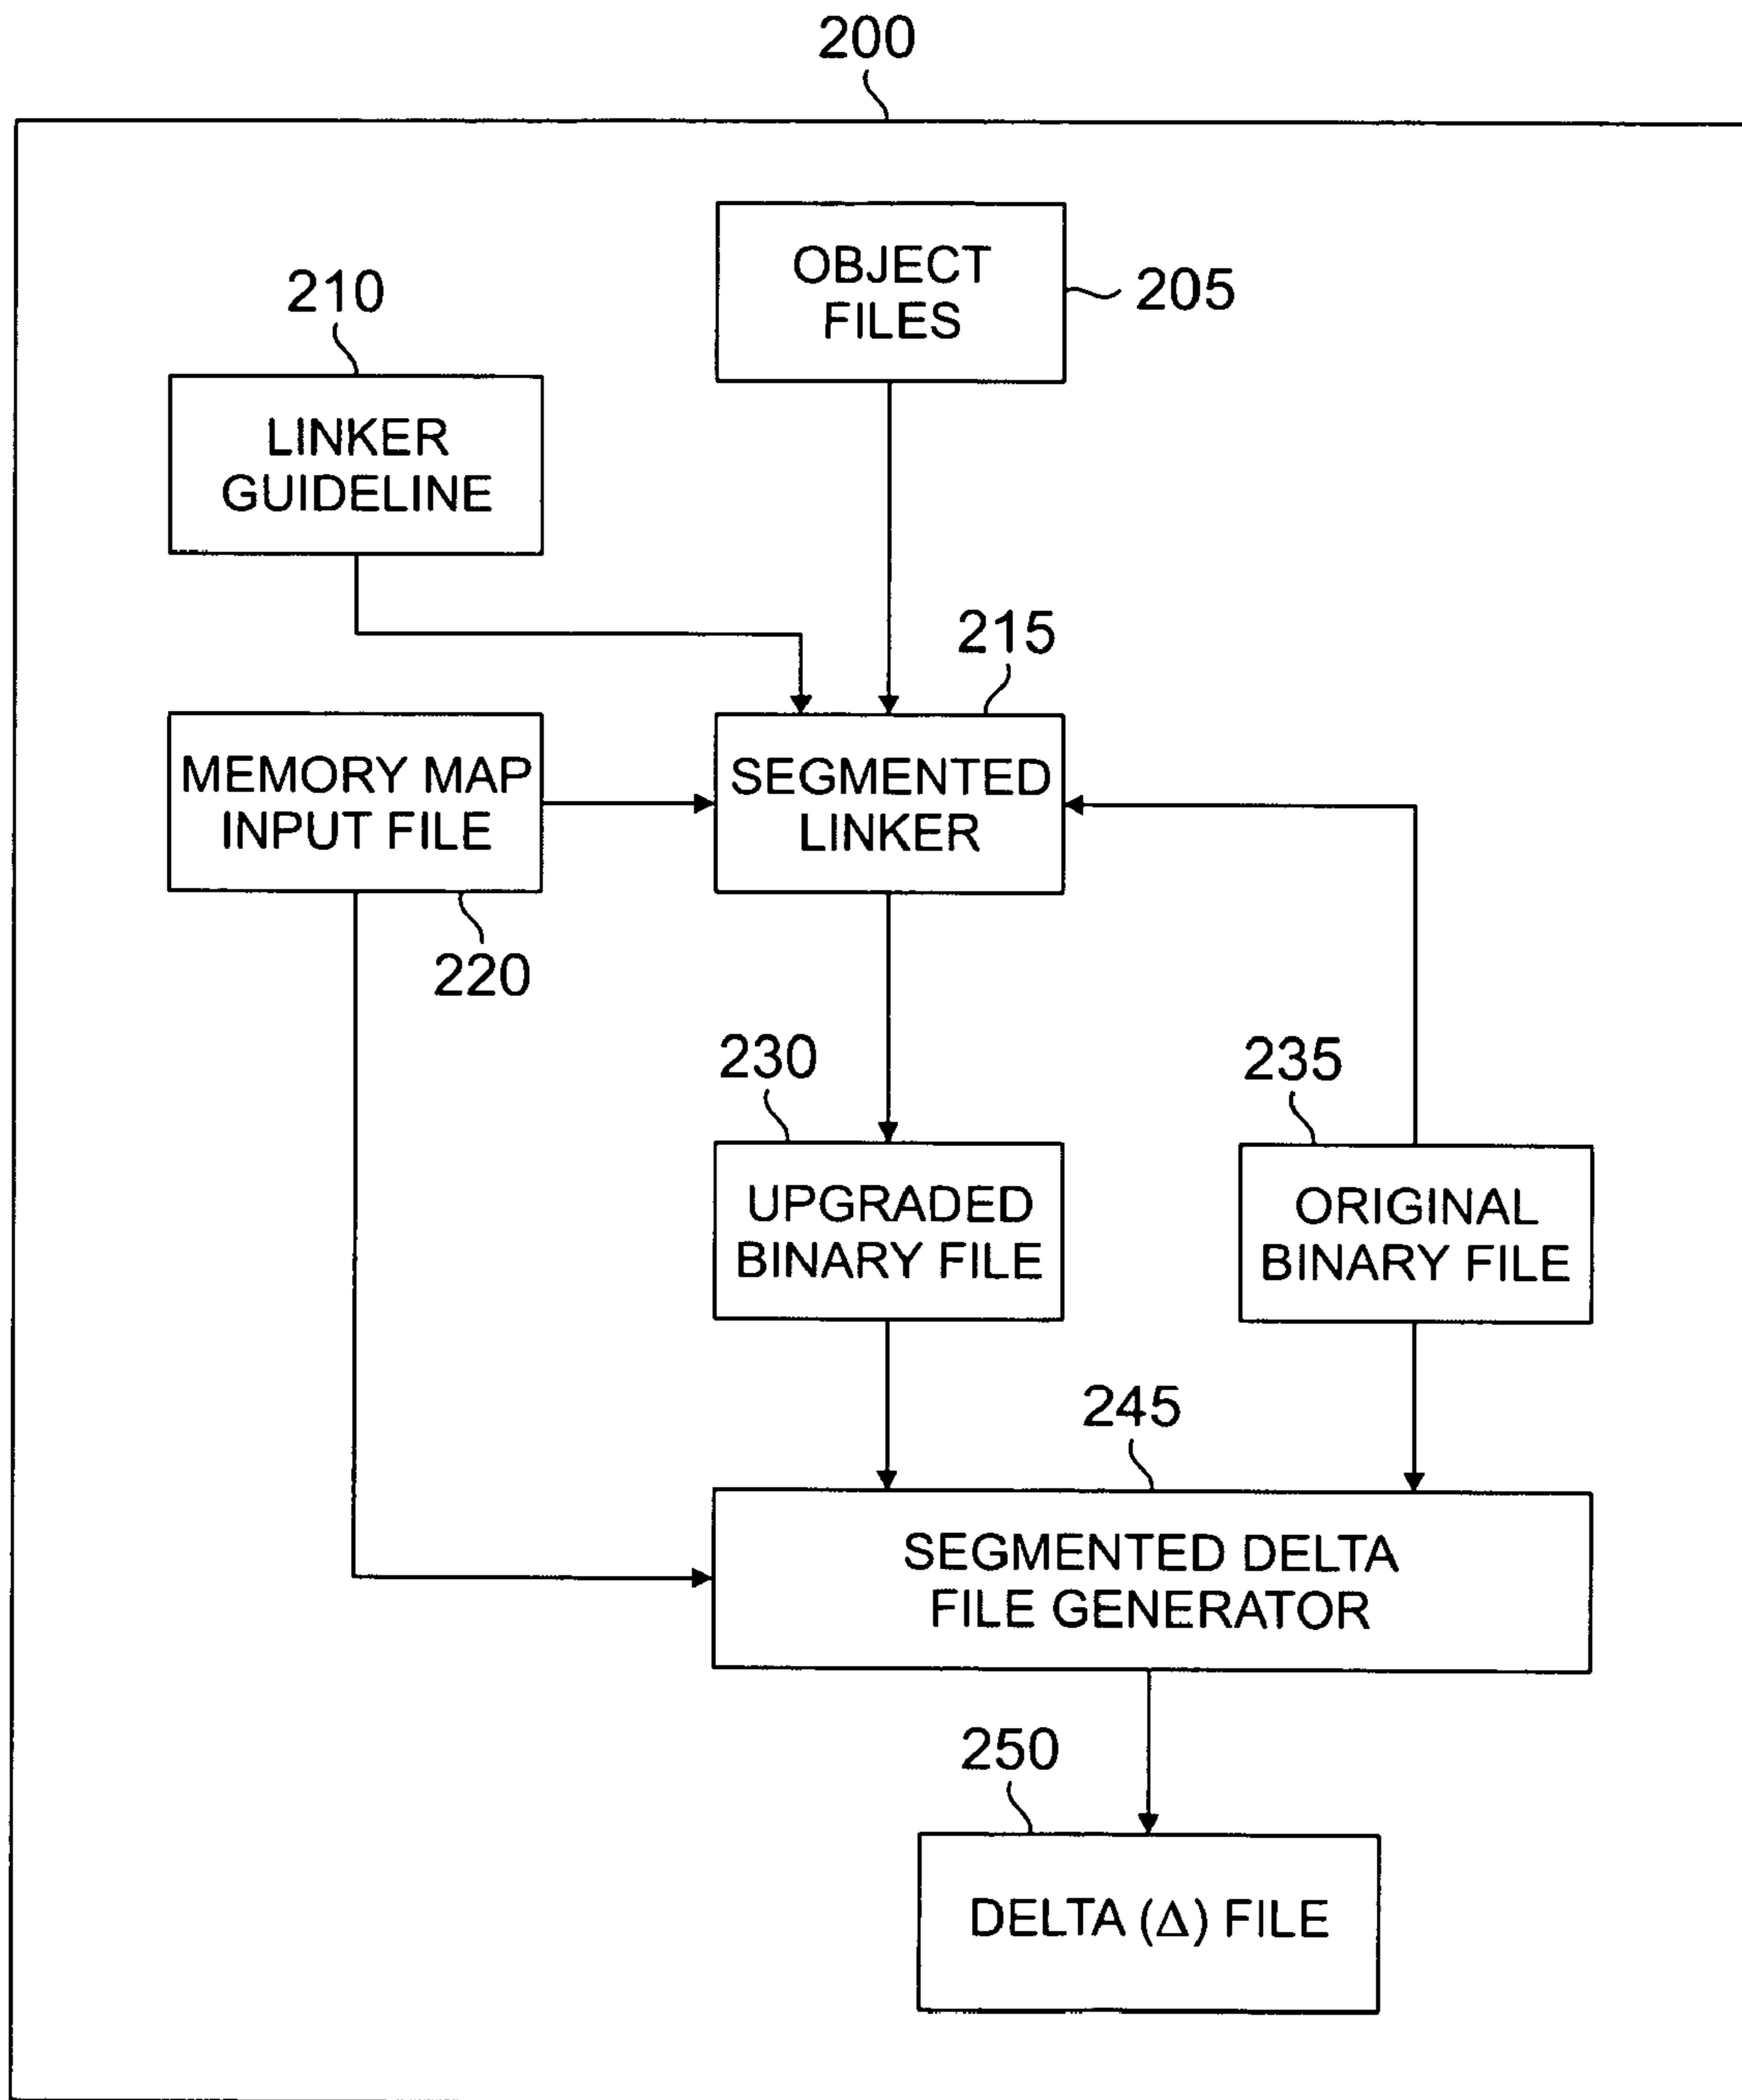 200
OBJECT
FILES
205
210
LINKER
GUIDELINE
215
MEMORY MAP
INPUT FILE
220
SEGMENTED
LINKER
230
UPGRADED
BINARY FILE
235
ORIGINAL
BINARY FILE
245
SEGMENTED DELTA
FILE GENERATOR
250
DELTA (Δ) FILE